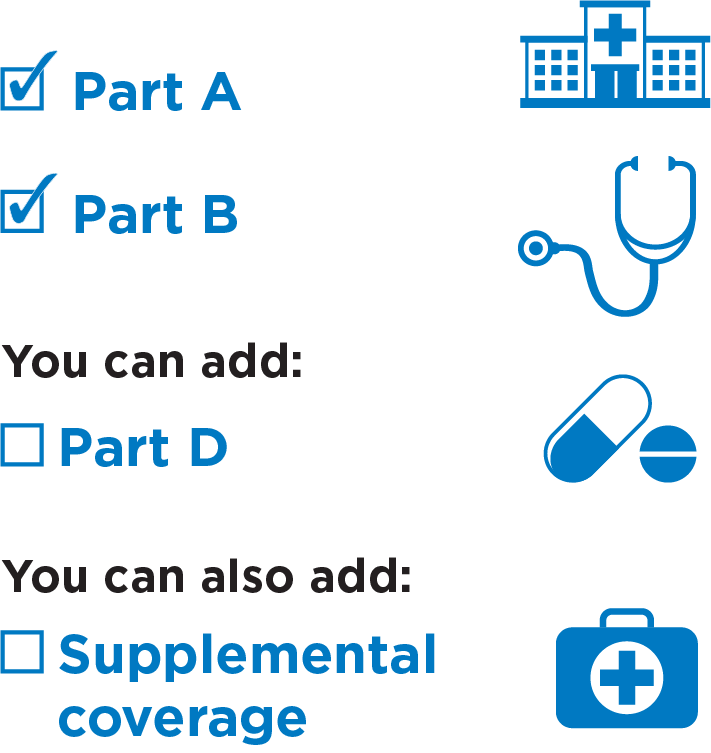 Part A
Part B
You can add:
Part D
You can also add:
Supplemental
coverage